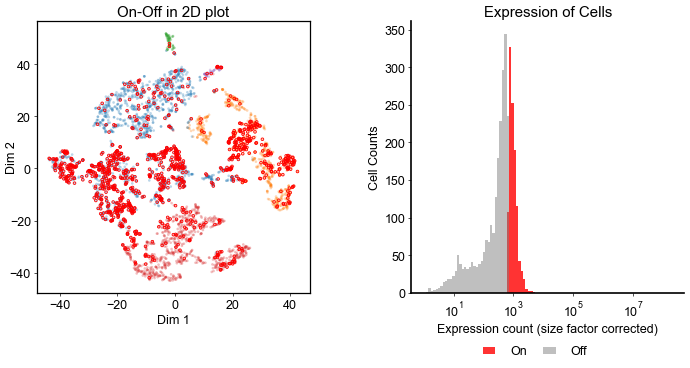 On-Off in 2D plot
40
20
0
−20
−40
Dim 2
−40 −20 0 20 40
Dim 1
Expression of Cells
350
300
250
200
150
100
50
0
Cell Counts
10^1 10^3 10^5 10^7
Expression count (size factor corrected)
On Off